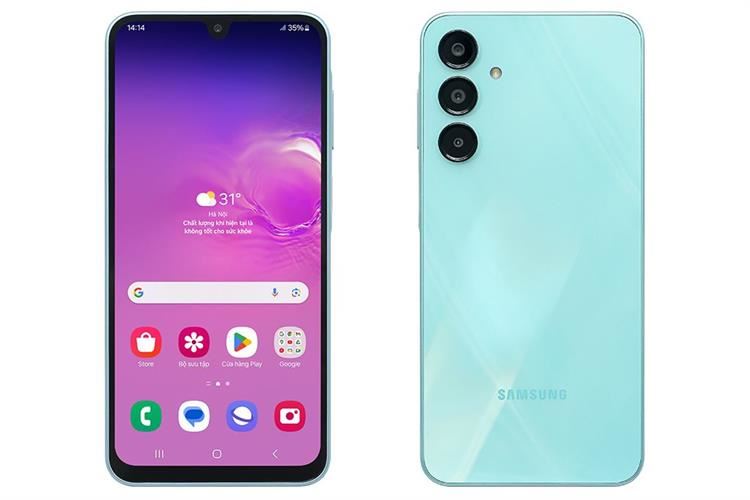 14:14
35%
31°
Hà Nội
Chất lượng khí hiện tại là
không tốt cho sức khỏe
Store
Bộ sưu tập
Cửa hàng Play
Google
SAMSUNG